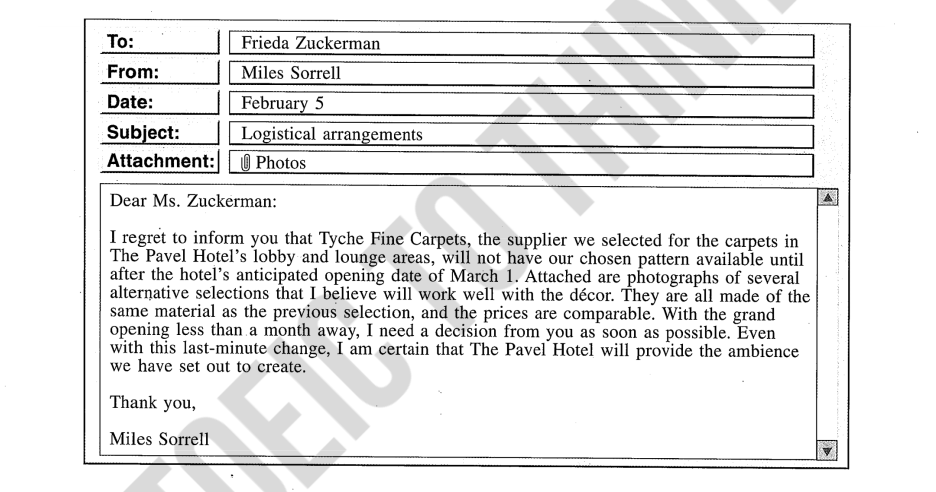 To: Frieda Zuckerman
From: Miles Sorrell
Date: February 5
Subject: Logistical arrangements
Attachment: Photos
Dear Ms. Zuckerman:
I regret to inform you that Tyche Fine Carpets, the supplier we selected for the carpets in
The Pavel Hotel's lobby and lounge areas, will not have our chosen pattern available until
after the hotel's anticipated opening date of March 1. Attached are photographs of several
alternative selections that I believe will work well with the décor. They are all made of the
same material as the previous selection, and the prices are comparable. With the grand
opening less than a month away, I need a decision from you as soon as possible. Even
with this last-minute change, I am certain that The Pavel Hotel will provide the ambience
we have set out to create.
Thank you,
Miles Sorrell
TOEIC TO THIN